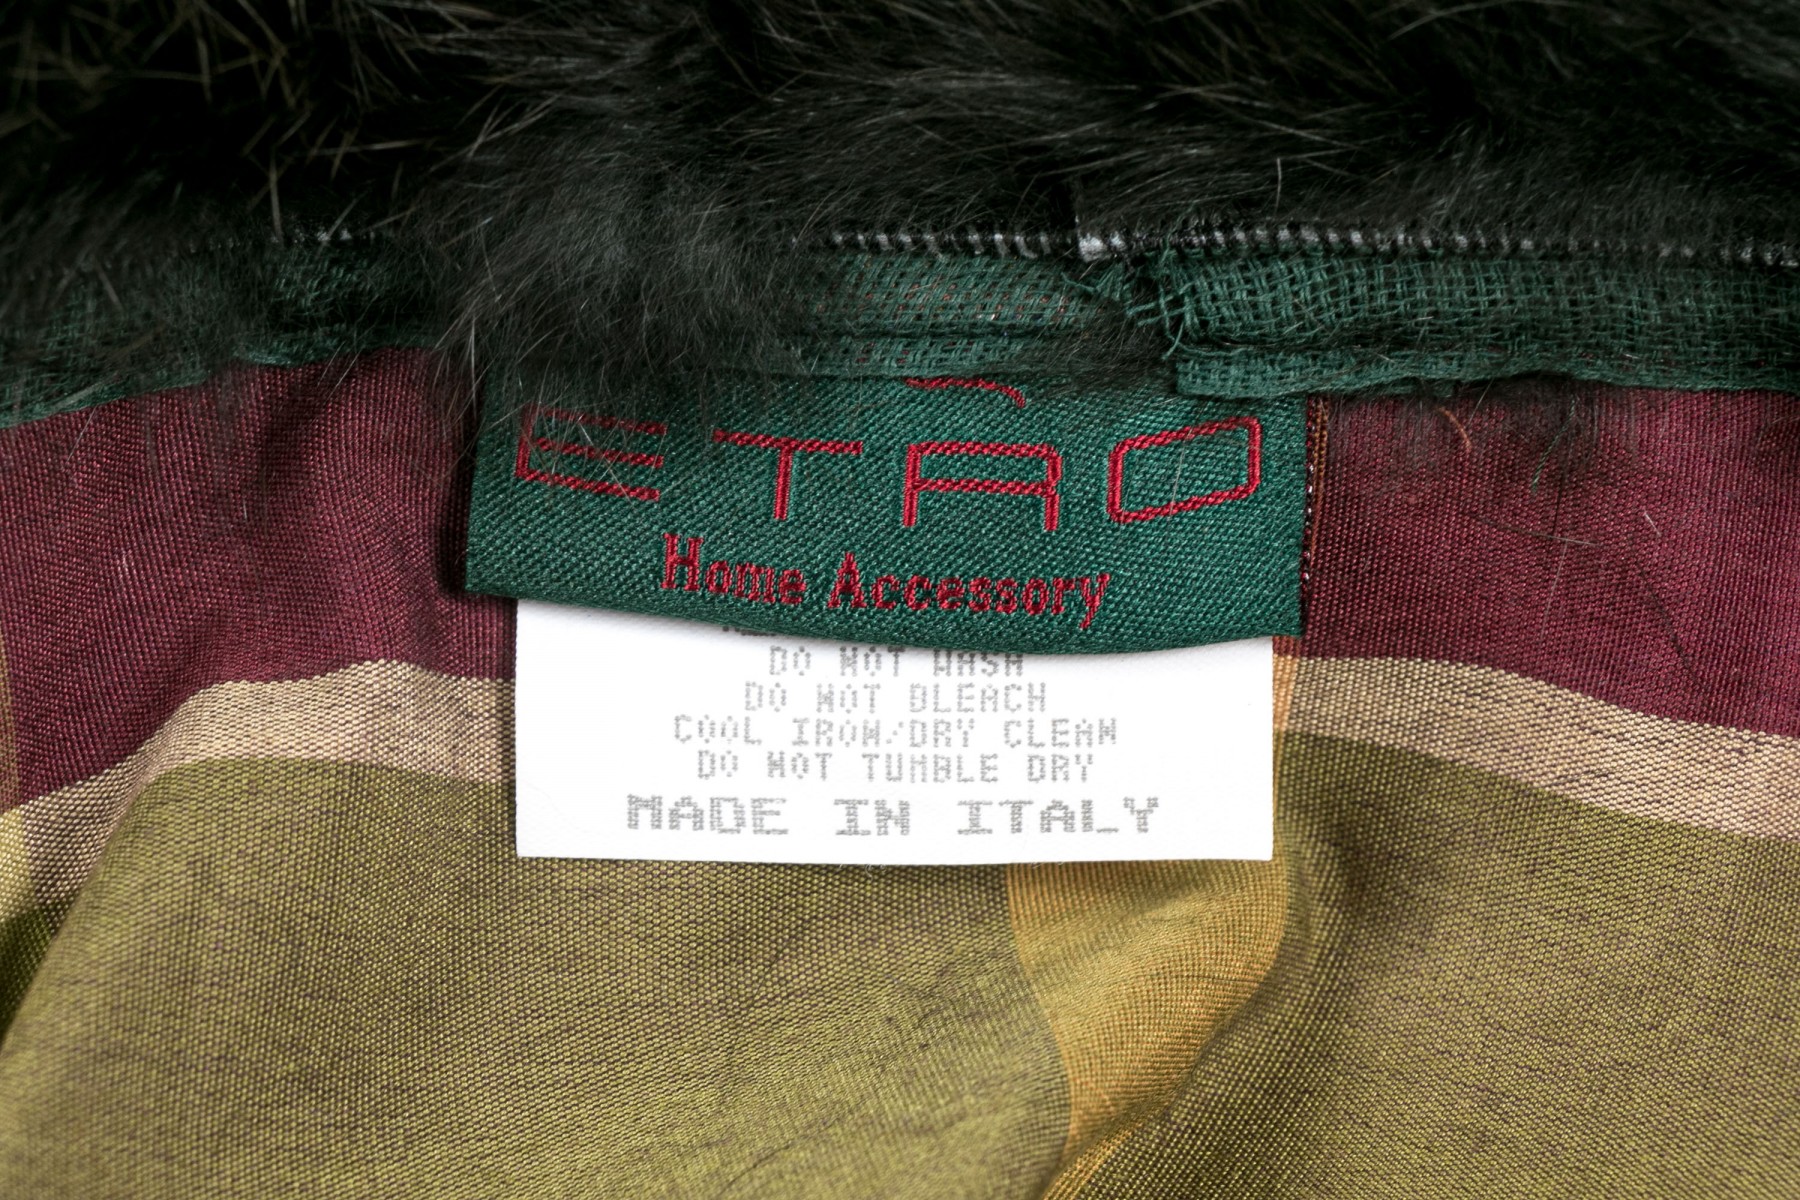 ETRO
Home Accessory
DO NOT WASH
DO NOT BLEACH
COOL IRON/DRY CLEAN
DO NOT TUMBLE DRY
MADE IN ITALY